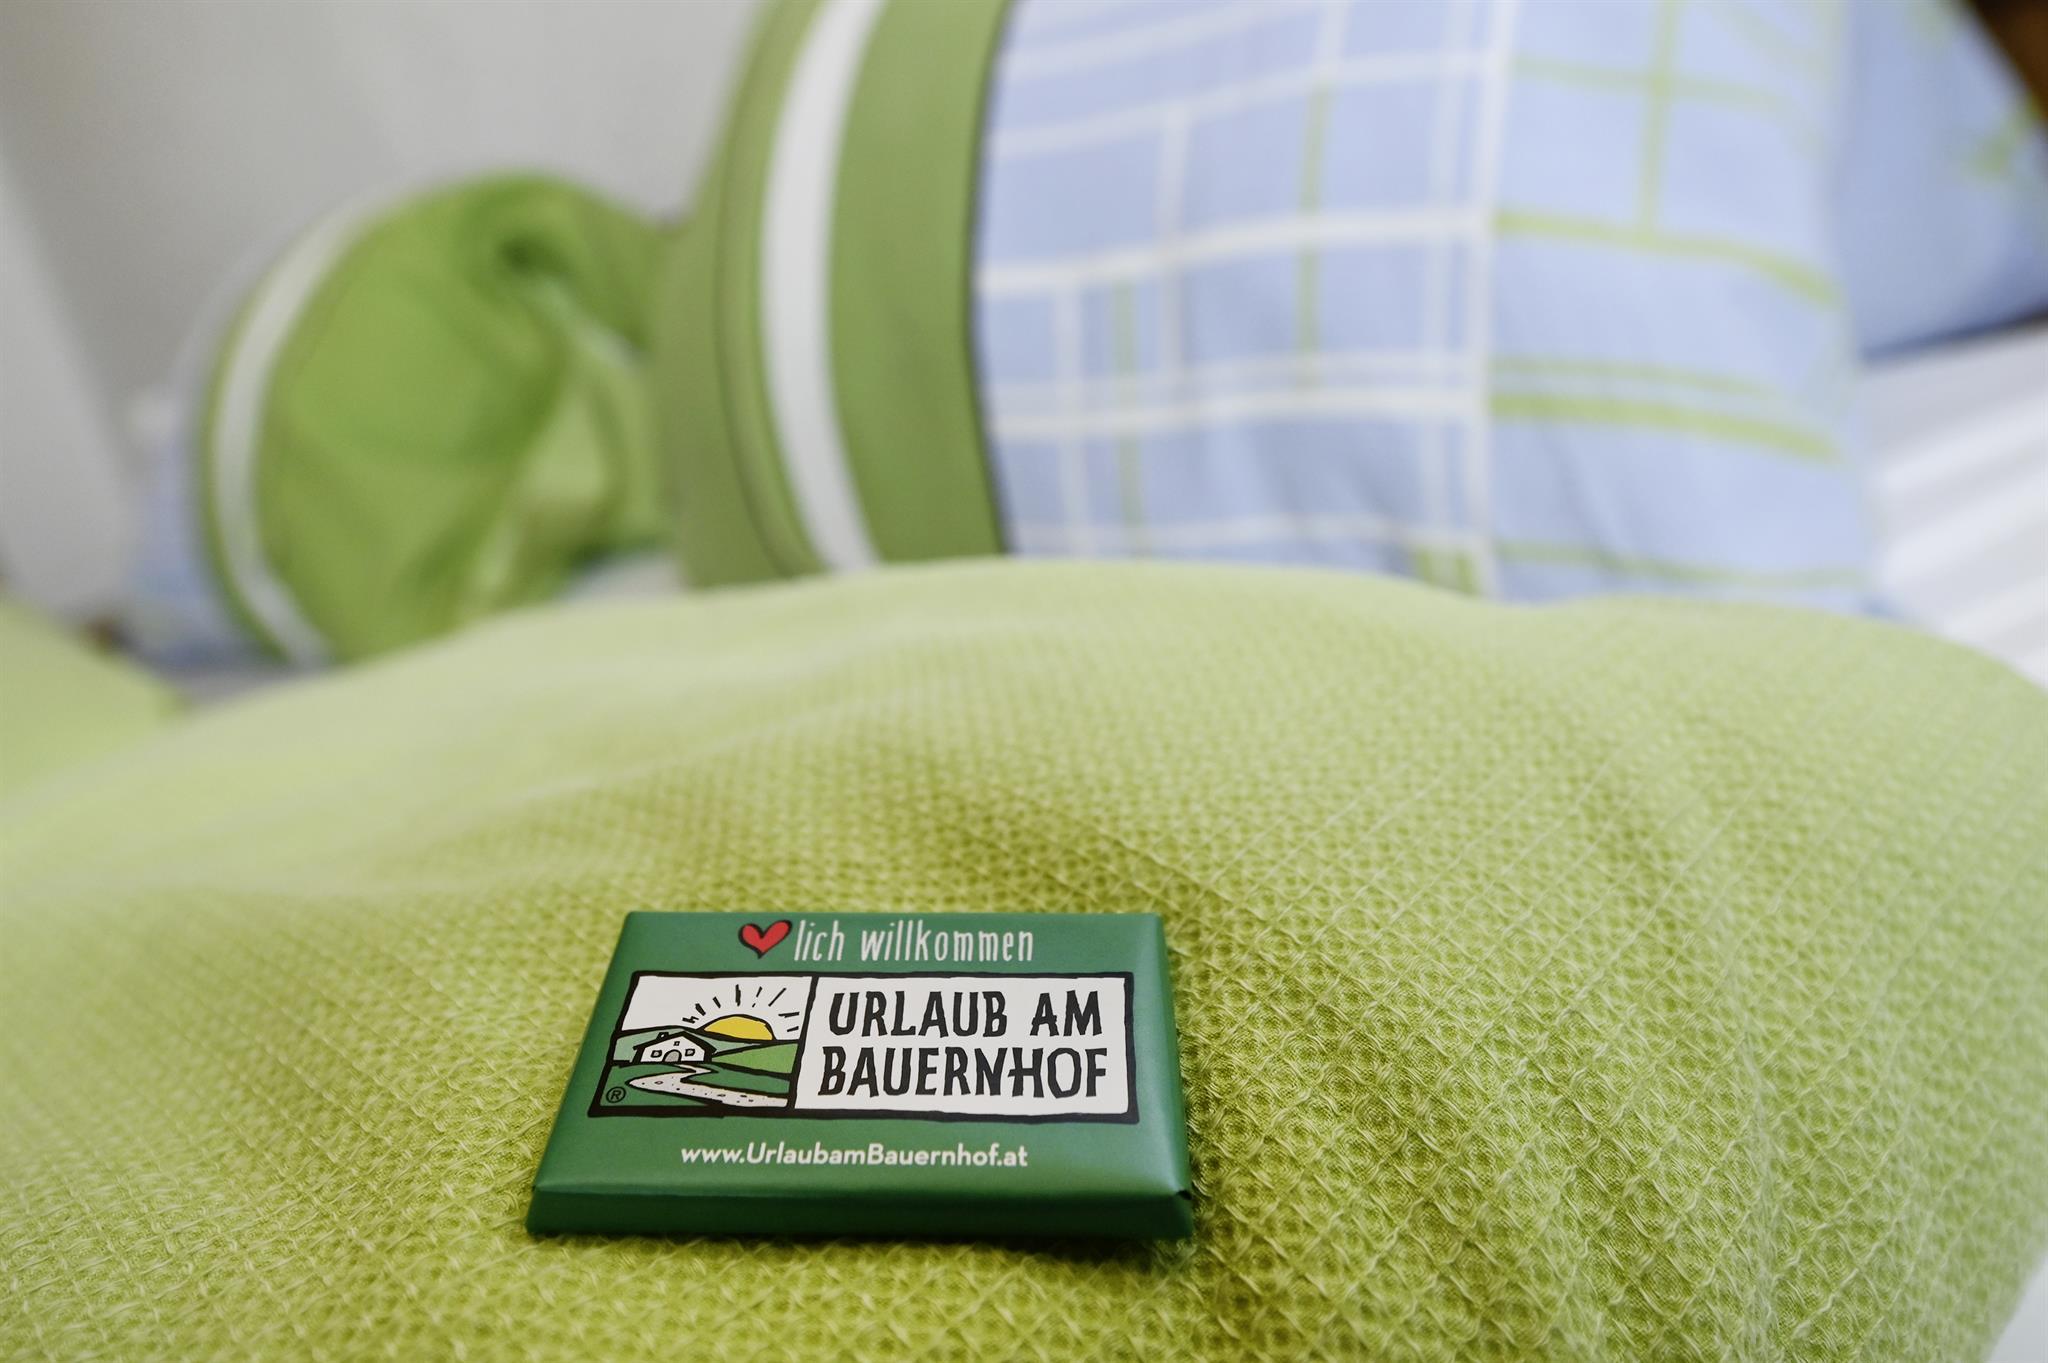 ❤lich willkommen
URLAUB AM
BAUERNHOF
®
www.UrlaubamBauernhof.at